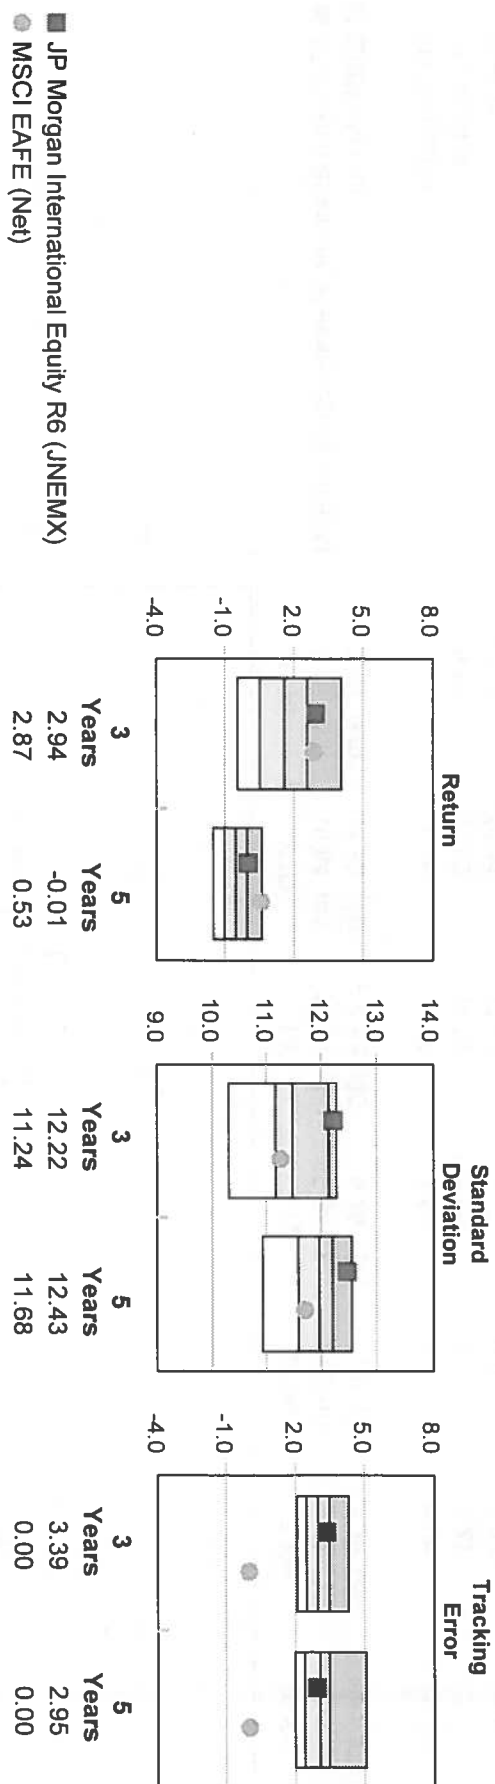 Return
8.0
5.0
2.0
-1.0
-4.0
3 Years
5 Years
2.94 -0.01
2.87 0.53
Standard
Deviation
14.0
13.0
12.0
11.0
10.0
9.0
3 Years
5 Years
12.22 12.43
11.24 11.68
Tracking
Error
8.0
5.0
2.0
-1.0
-4.0
3 Years
5 Years
3.39 2.95
0.00 0.00
JP Morgan International Equity R6 (JNEMX)
MSCI EAFE (Net)